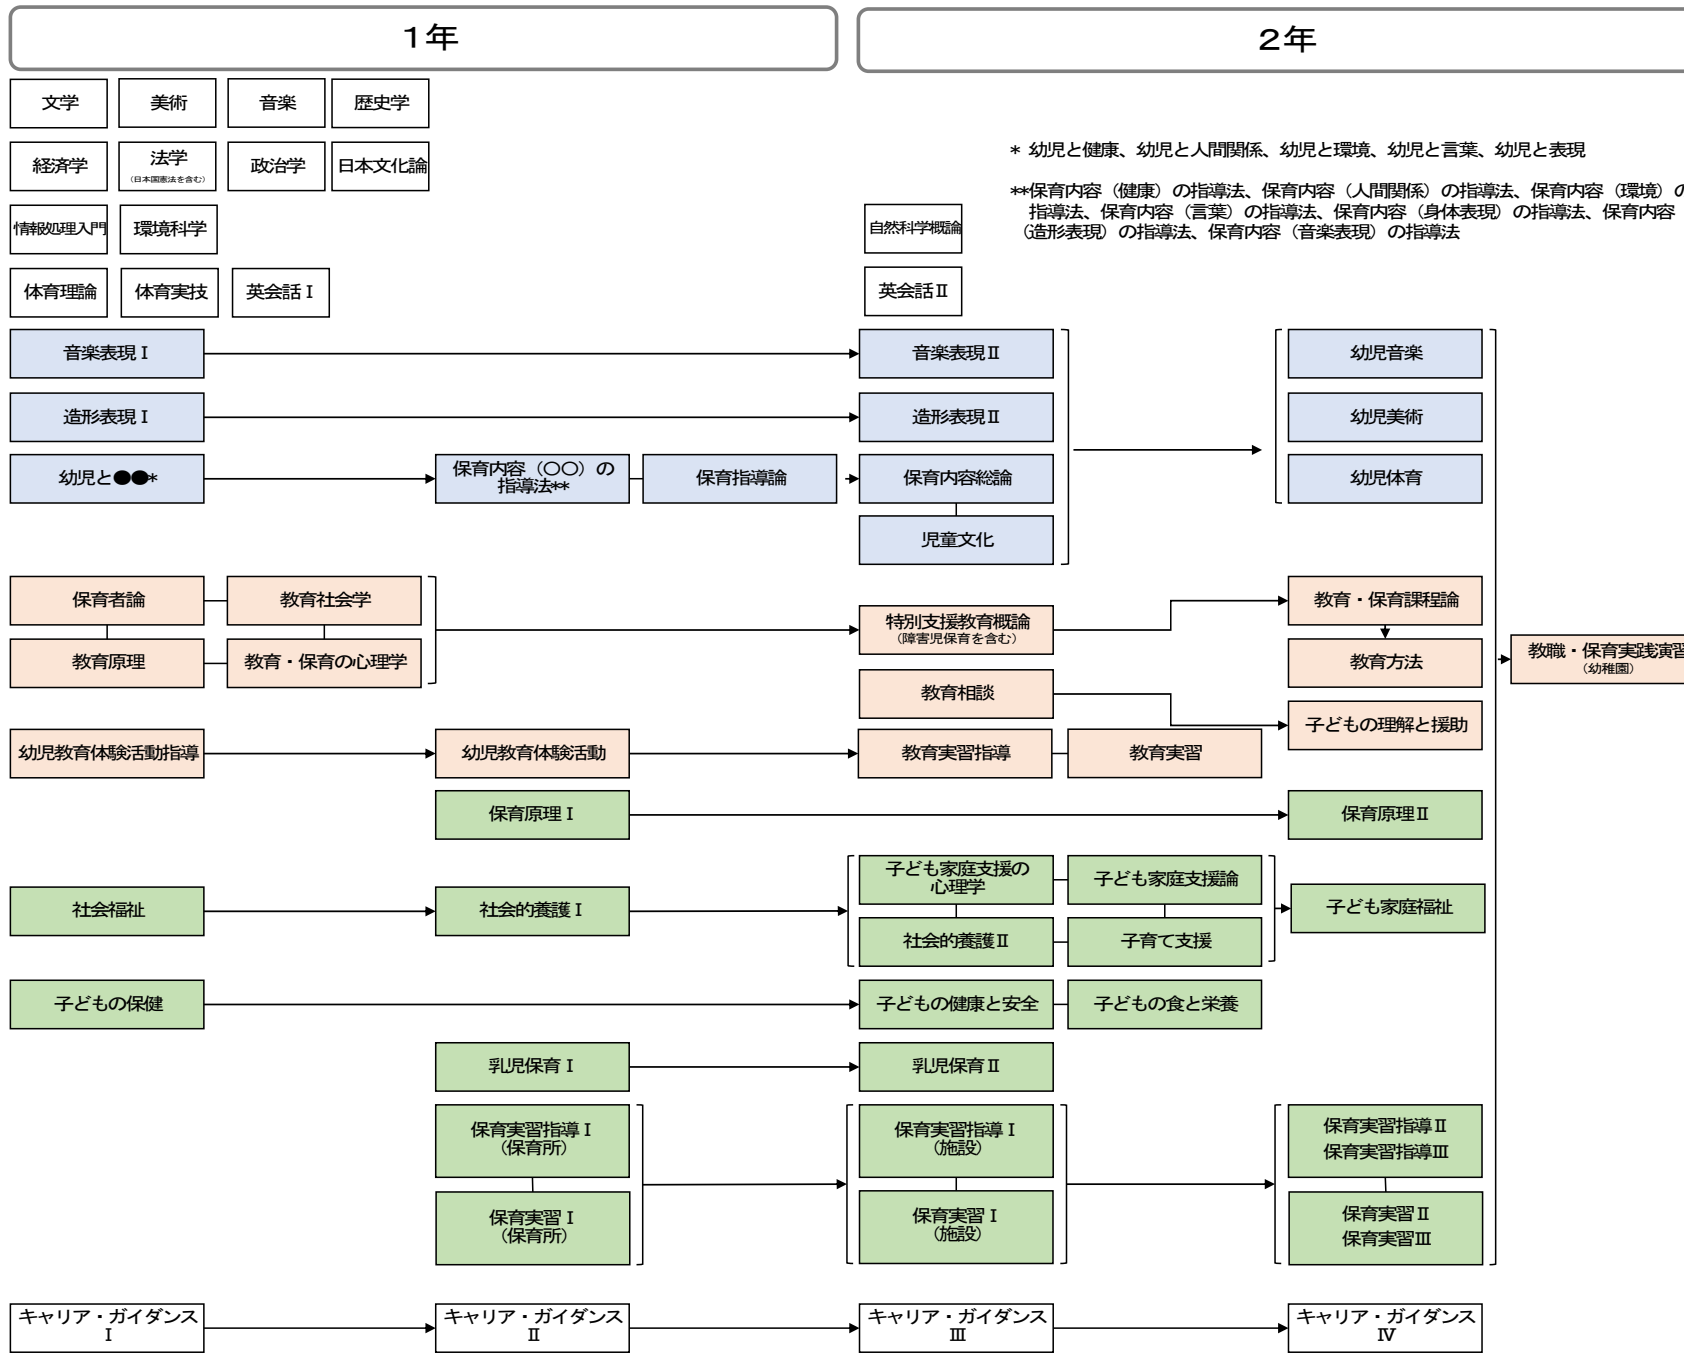 1年
2年
文学
美術
音楽
歴史学
経済学
法学
(日本国憲法を含む)
政治学
日本文化論
* 幼児と健康、幼児と人間関係、幼児と環境、幼児と言葉、幼児と表現
**保育内容（健康）の指導法、保育内容（人間関係）の指導法、保育内容（環境）の
指導法、保育内容（言葉）の指導法、保育内容（身体表現）の指導法、保育内容
（造形表現）の指導法、保育内容（音楽表現）の指導法
情報処理入門
環境科学
自然科学概論
体育理論
体育実技
英会話Ⅰ
英会話Ⅱ
音楽表現Ⅰ
音楽表現Ⅱ
幼児音楽
造形表現Ⅰ
造形表現Ⅱ
幼児美術
幼児と●●*
保育内容（○○）の
指導法**
保育指導論
保育内容総論
幼児体育
児童文化
保育者論
教育社会学
特別支援教育概論
(障害児保育を含む)
教育・保育課程論
教育原理
教育・保育の心理学
教育方法
教職・保育実践演習
(幼稚園)
教育相談
子どもの理解と援助
幼児教育体験活動指導
幼児教育体験活動
教育実習指導
教育実習
保育原理Ⅰ
保育原理Ⅱ
子ども家庭支援の
心理学
子ども家庭支援論
社会福祉
社会的養護Ⅰ
子ども家庭福祉
社会的養護Ⅱ
子育て支援
子どもの保健
子どもの健康と安全
子どもの食と栄養
乳児保育Ⅰ
乳児保育Ⅱ
保育実習指導Ⅰ
(保育所)
保育実習指導Ⅰ
(施設)
保育実習指導Ⅱ
保育実習指導Ⅲ
保育実習Ⅰ
(保育所)
保育実習Ⅰ
(施設)
保育実習Ⅱ
保育実習Ⅲ
キャリア・ガイダンス
Ⅰ
キャリア・ガイダンス
Ⅱ
キャリア・ガイダンス
Ⅲ
キャリア・ガイダンス
Ⅳ